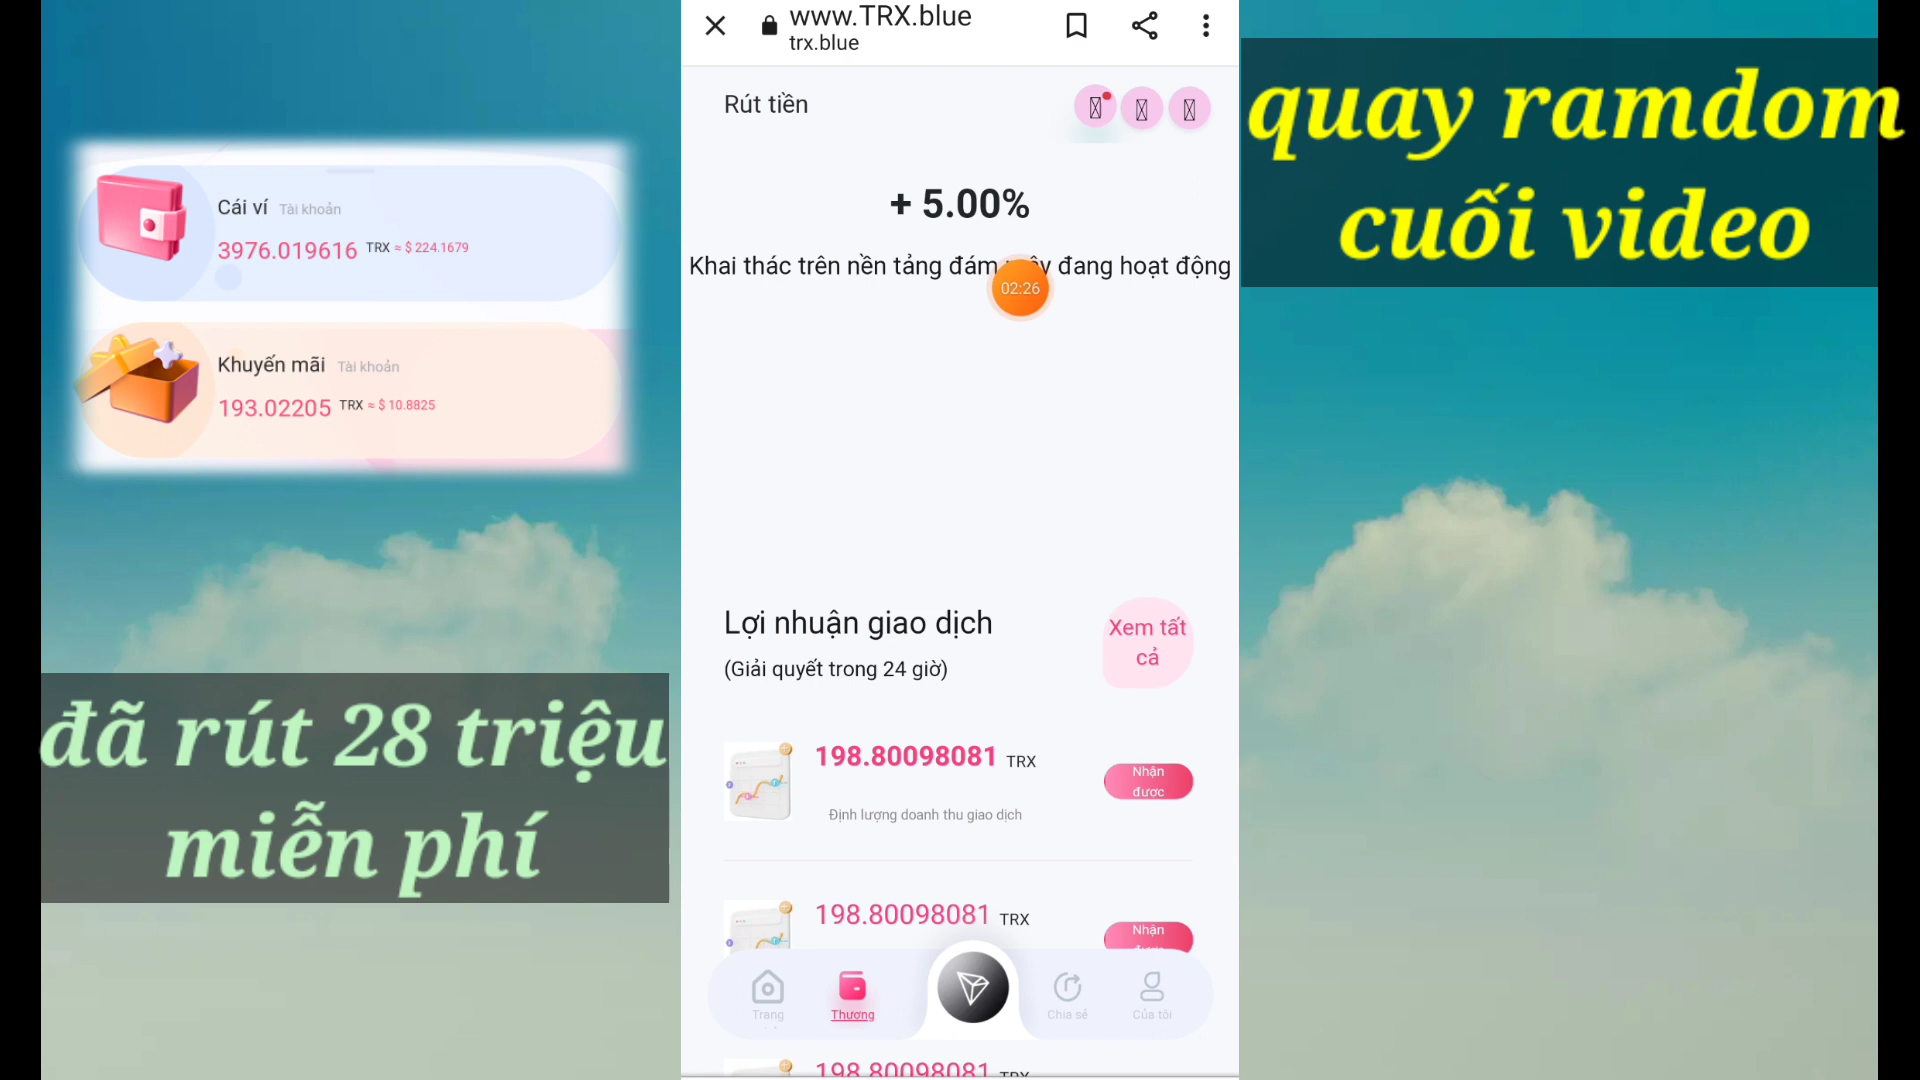 Cái ví Tài khoản
3976.019616 TRX ≈ $ 224.1679
Khuyến mãi Tài khoản
193.02205 TRX ≈ $ 10.8825
đã rút 28 triệu
miễn phí
www.TRX.blue
trx.blue
Rút tiền
+ 5.00%
Khai thác trên nền tảng đám đang hoạt động
02:26
Lợi nhuận giao dịch
(Giải quyết trong 24 giờ)
Xem tất
cả
198.80098081 TRX
Định lượng doanh thu giao dịch
Nhận
được
198.80098081 TRX
Nhận
Trang
Thương
Chia sẻ
Của tôi
198.80098081 TRX
quay ramdom
cuối video